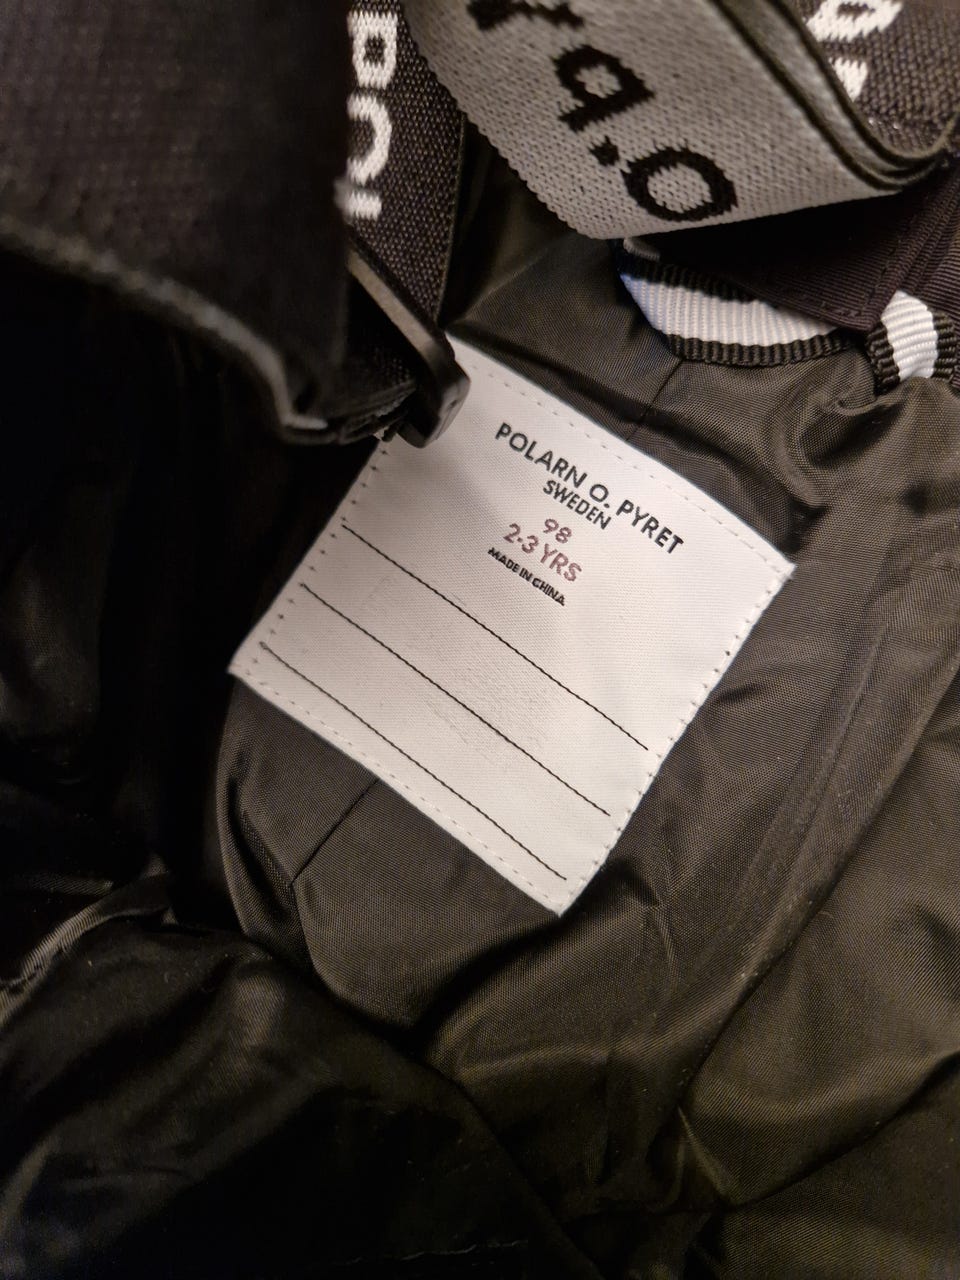 POLARN O. PYRET
SWEDEN
98
2-3 YRS
MADE IN CHINA